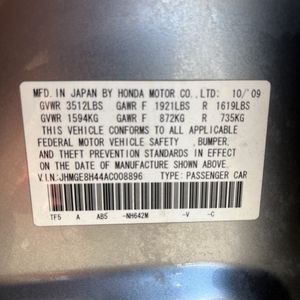 MFD. IN JAPAN BY HONDA MOTOR CO., LTD. 10/'09
GVWR 3512LBS GAWR F 1921LBS R 1619LBS
GVWR 1594KG GAWR F 872KG R 735KG
THIS VEHICLE CONFORMS TO ALL APPLICABLE
FEDERAL MOTOR VEHICLE SAFETY ,BUMPER,
AND THEFT PREVENTION STANDARDS IN EFFECT
ON THE DATE OF MANUFACTURE SHOWN ABOVE.
V.I.N:JHMGE8H44AC008896 TYPE: PASSENGER CAR
TF5 A AB5 -NH642M -V -C